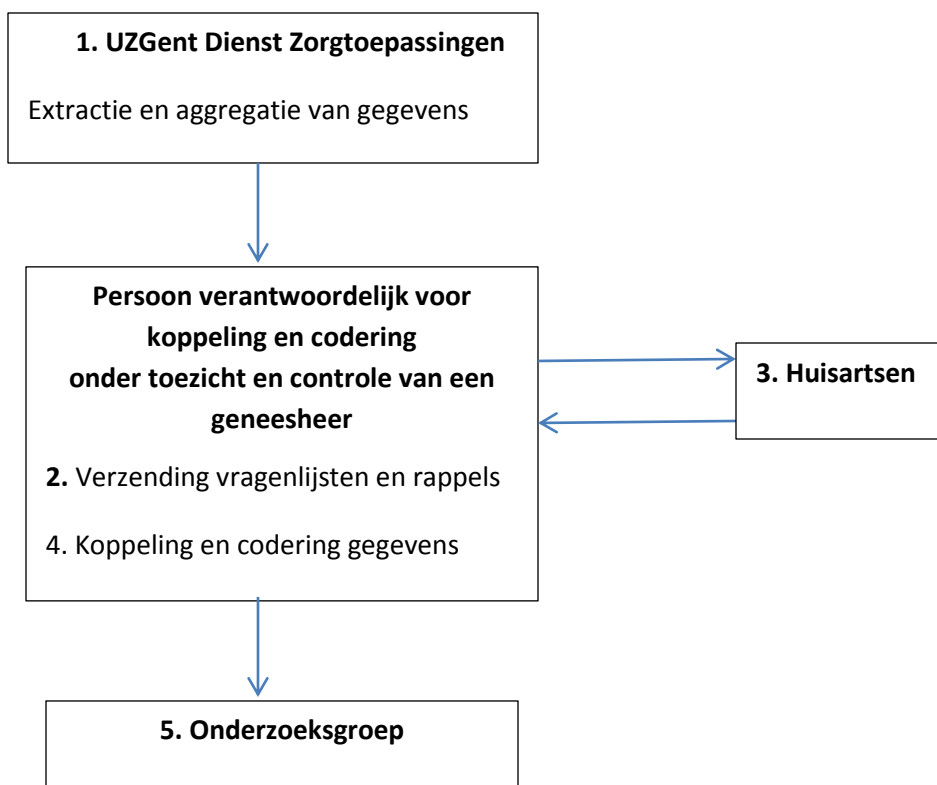 1. UZGent Dienst Zorgtoepassingen
Extractie en aggregatie van gegevens
Persoon verantwoordelijk voor
koppeling en codering
onder toezicht en controle van een
geneesheer
2. Verzending vragenlijsten en rappels
4. Koppeling en codering gegevens
3. Huisartsen
5. Onderzoeksgroep